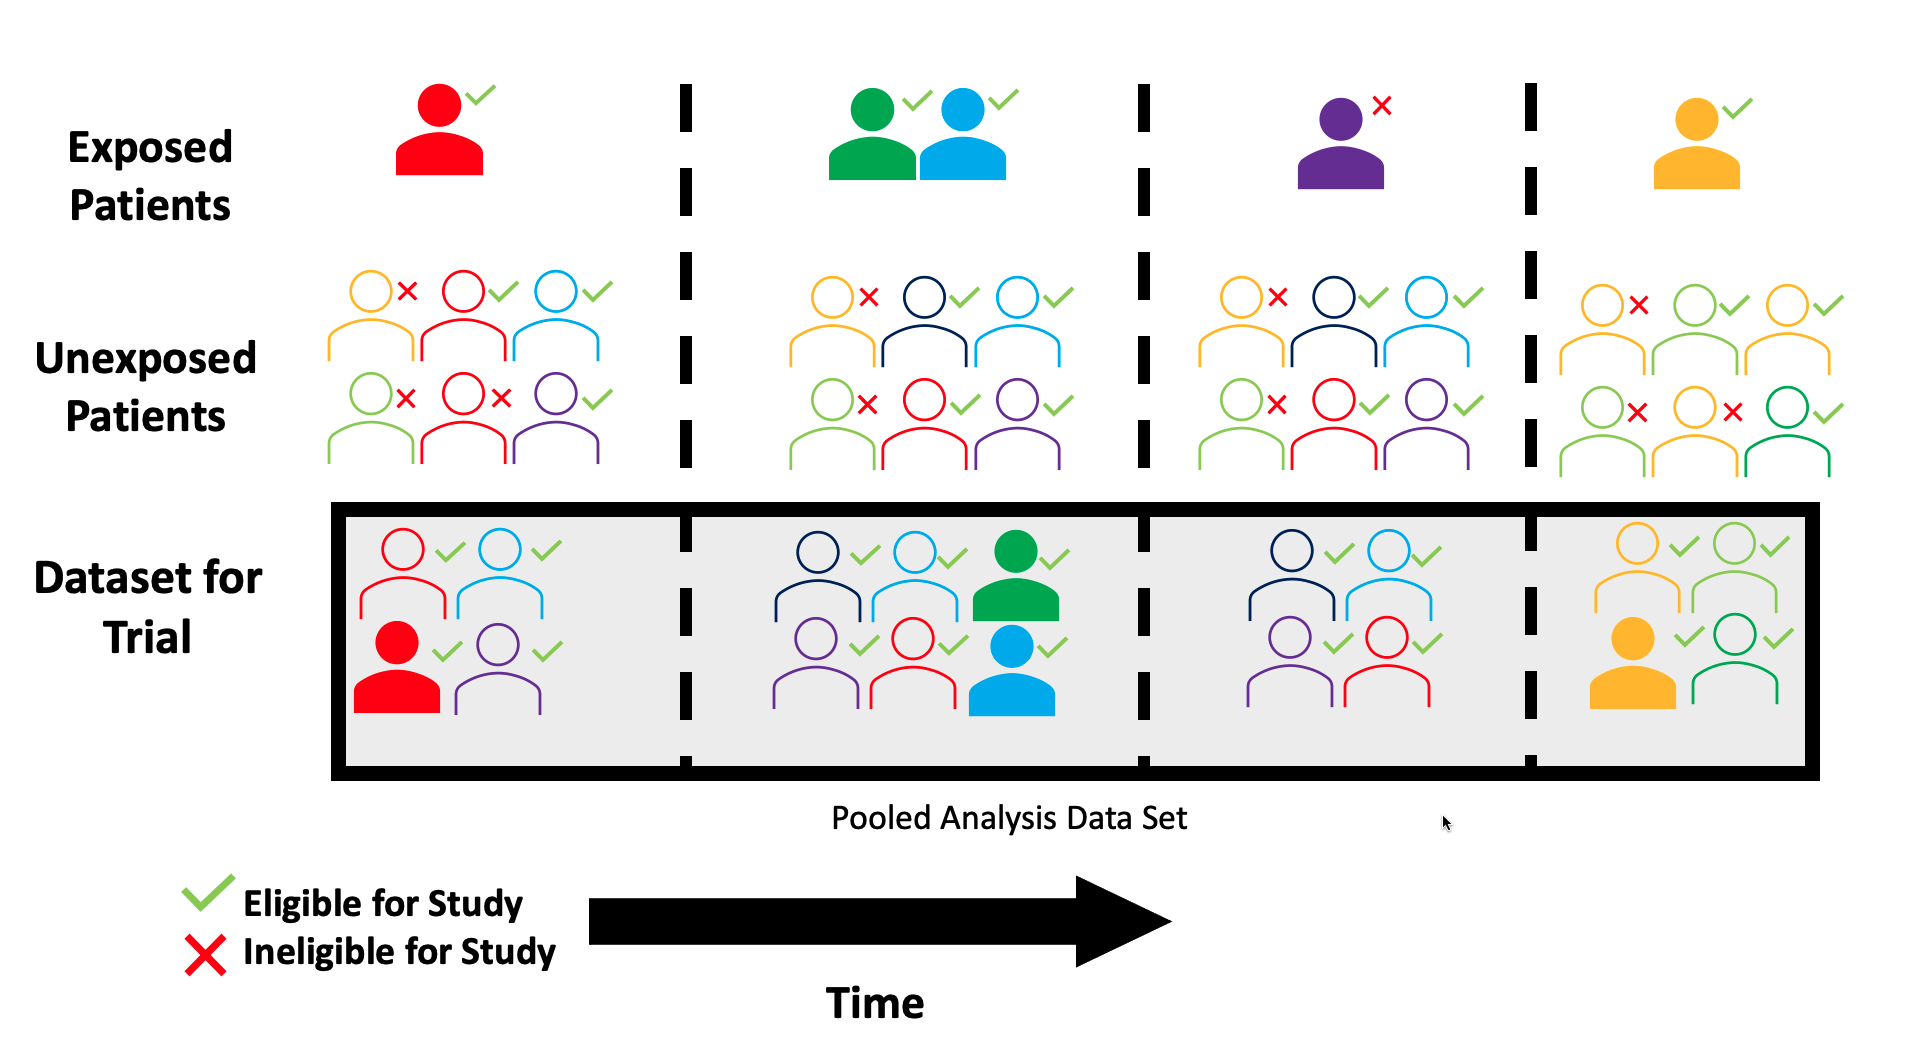 Exposed
Patients
Unexposed
Patients
Dataset for
Trial
Pooled Analysis Data Set
Eligible for Study
Ineligible for Study
Time